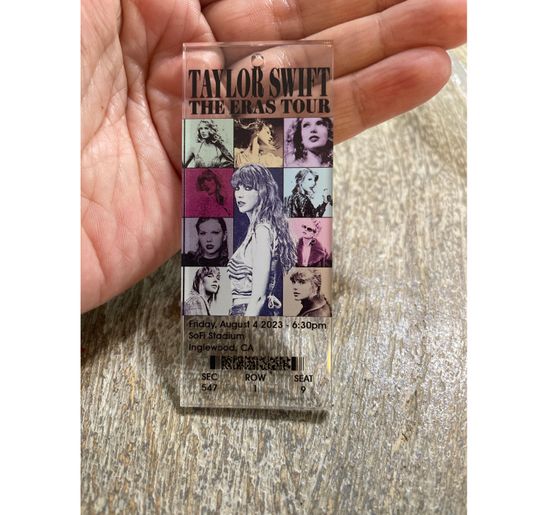 TAYLOR SWIFT
THE ERAS TOUR
Friday, August 4 2023 - 6:30pm
SoFi Stadium
Inglewood, CA
SEC ROW SEAT
547 1 9